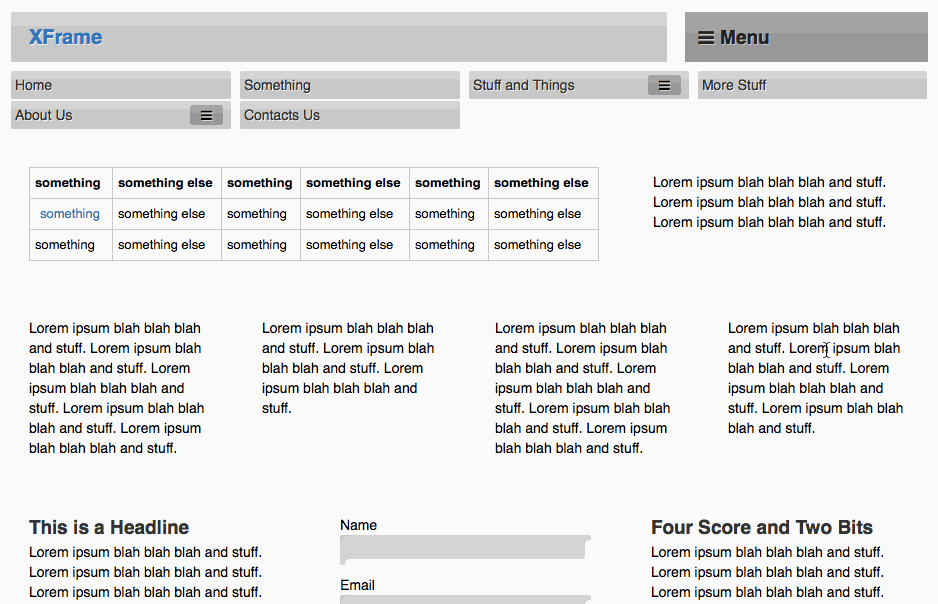 XFrame
Menu
Home
Something
Stuff and Things
More Stuff
About Us
Contacts Us
something something else something something else something something else
something something else something something else something something else
something something else something something else something something else
Lorem ipsum blah blah blah and stuff.
Lorem ipsum blah blah blah and stuff.
Lorem ipsum blah blah blah and stuff.
Lorem ipsum blah blah blah
and stuff. Lorem ipsum blah
blah blah and stuff. Lorem
ipsum blah blah blah and
stuff. Lorem ipsum blah blah
blah and stuff. Lorem ipsum
blah blah blah and stuff.
Lorem ipsum blah blah blah
and stuff. Lorem ipsum blah
blah blah and stuff. Lorem
ipsum blah blah blah and
stuff.
Lorem ipsum blah blah blah
and stuff. Lorem ipsum blah
blah blah and stuff. Lorem
ipsum blah blah blah and
stuff. Lorem ipsum blah blah
blah and stuff. Lorem ipsum
blah blah blah and stuff.
Lorem ipsum blah blah blah
and stuff. Lorem ipsum blah
blah blah and stuff. Lorem
ipsum blah blah blah and
stuff. Lorem ipsum blah blah
blah and stuff.
This is a Headline
Lorem ipsum blah blah blah and stuff.
Lorem ipsum blah blah blah and stuff.
Lorem ipsum blah blah blah and stuff.
Name
Email
Four Score and Two Bits
Lorem ipsum blah blah blah and stuff.
Lorem ipsum blah blah blah and stuff.
Lorem ipsum blah blah blah and stuff.